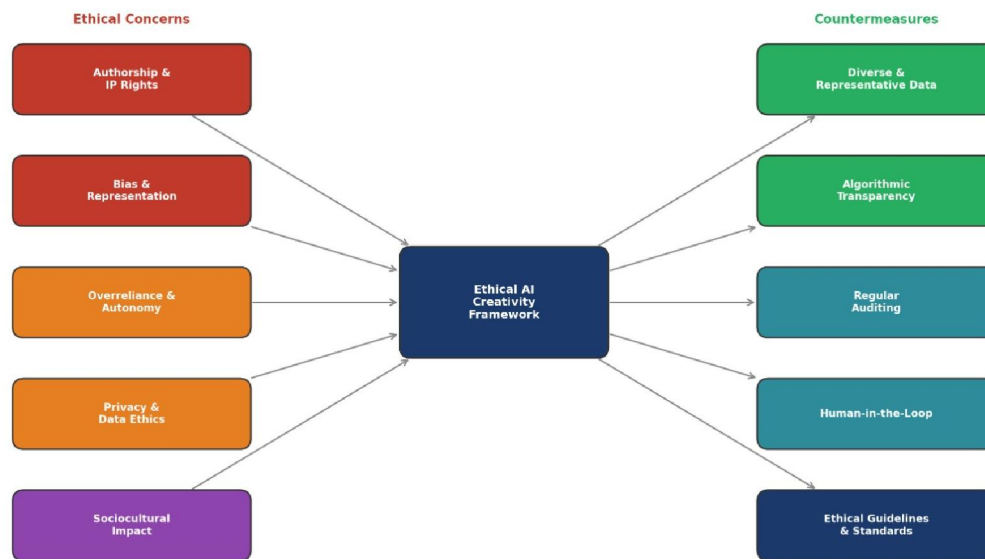 Ethical Concerns
Countermeasures
Authorship &
IP Rights
Diverse &
Representative Data
Bias &
Representation
Algorithmic
Transparency
Overreliance &
Autonomy
Ethical AI
Creativity
Framework
Regular
Auditing
Privacy &
Data Ethics
Human-in-the-Loop
Sociocultural
Impact
Ethical Guidelines
& Standards